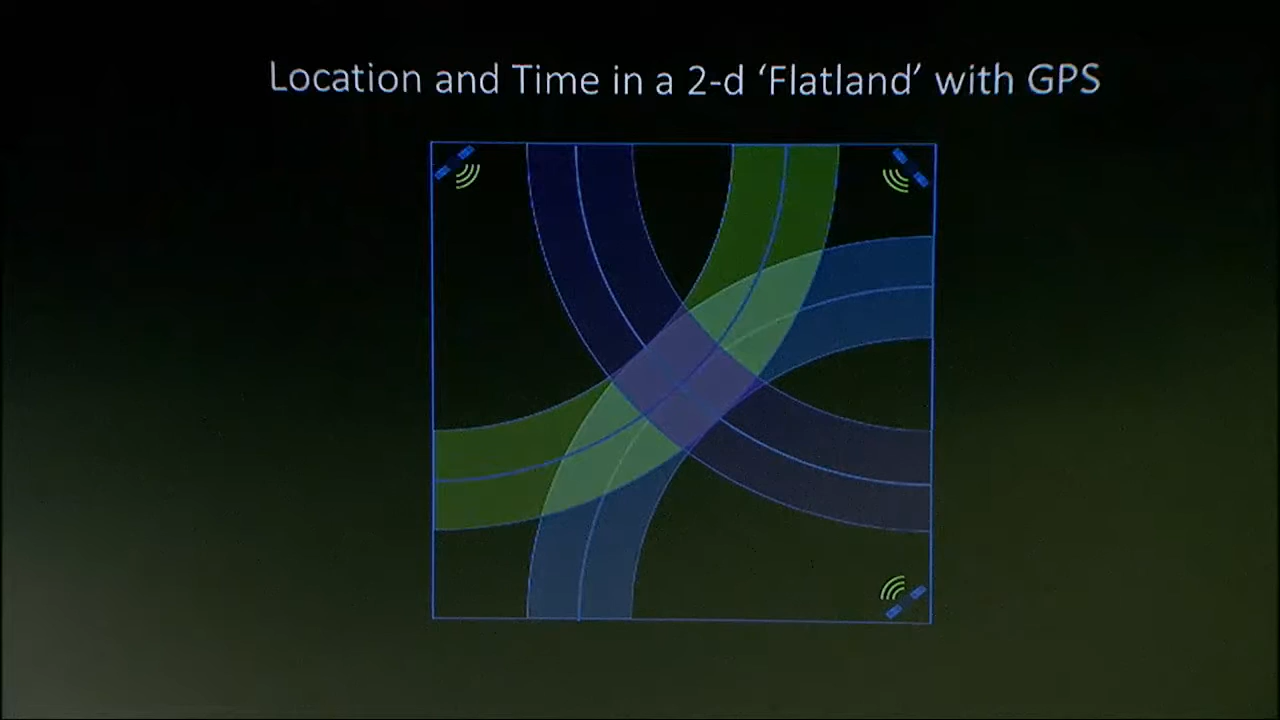 Location and Time in a 2-d ‘Flatland’ with GPS